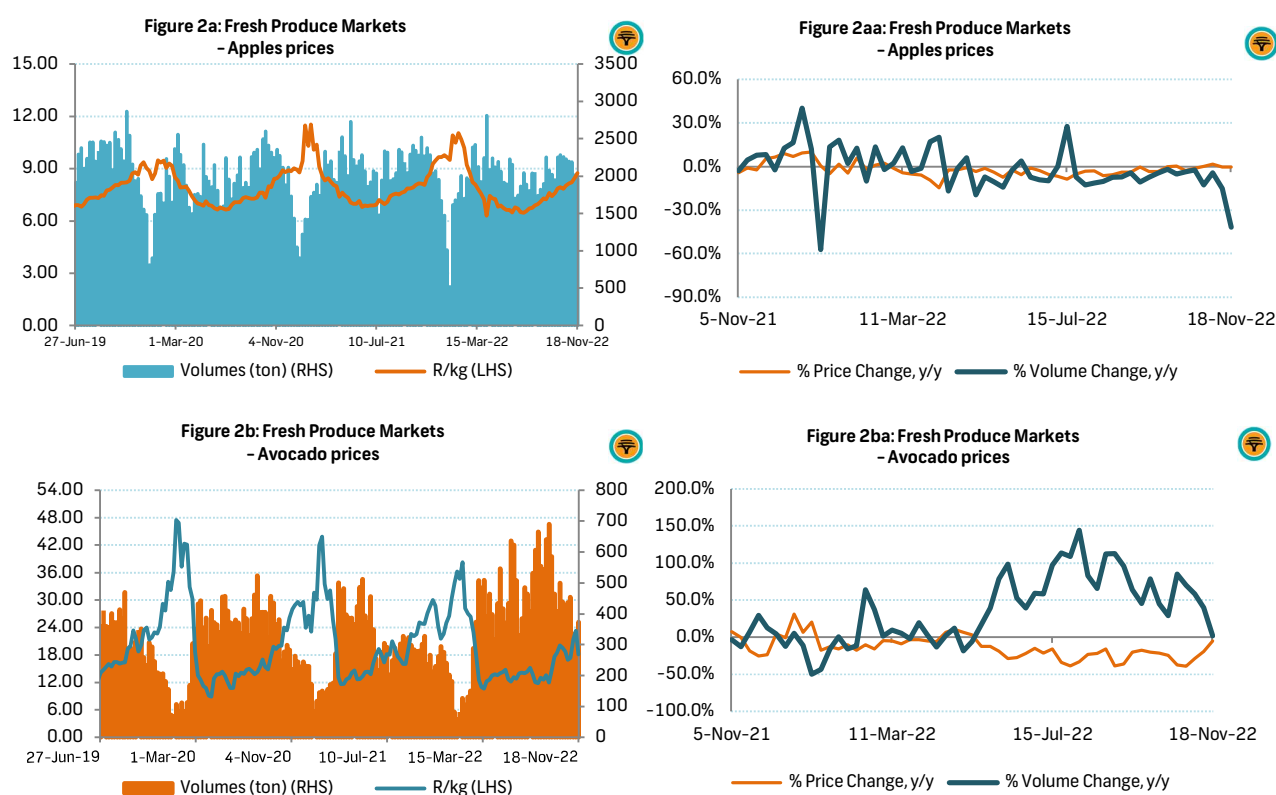 Figure 2a: Fresh Produce Markets
– Apples prices
15.00
12.00
9.00
6.00
3.00
0.00
3500
3000
2500
2000
1500
1000
500
0
27-Jun-19
1-Mar-20
4-Nov-20
10-Jul-21
15-Mar-22
18-Nov-22
Volumes (ton) (RHS)
R/kg (LHS)
Figure 2aa: Fresh Produce Markets
– Apples prices
60.0%
30.0%
0.0%
-30.0%
-60.0%
-90.0%
5-Nov-21
11-Mar-22
15-Jul-22
18-Nov-22
% Price Change, y/y
% Volume Change, y/y
Figure 2b: Fresh Produce Markets
– Avocado prices
54.00
48.00
42.00
36.00
30.00
24.00
18.00
12.00
6.00
0.00
800
700
600
500
400
300
200
100
0
27-Jun-19
1-Mar-20
4-Nov-20
10-Jul-21
15-Mar-22
18-Nov-22
Volumes (ton) (RHS)
R/kg (LHS)
Figure 2ba: Fresh Produce Markets
– Avocado prices
200.0%
150.0%
100.0%
50.0%
0.0%
-50.0%
-100.0%
5-Nov-21
11-Mar-22
15-Jul-22
18-Nov-22
% Price Change, y/y
% Volume Change, y/y